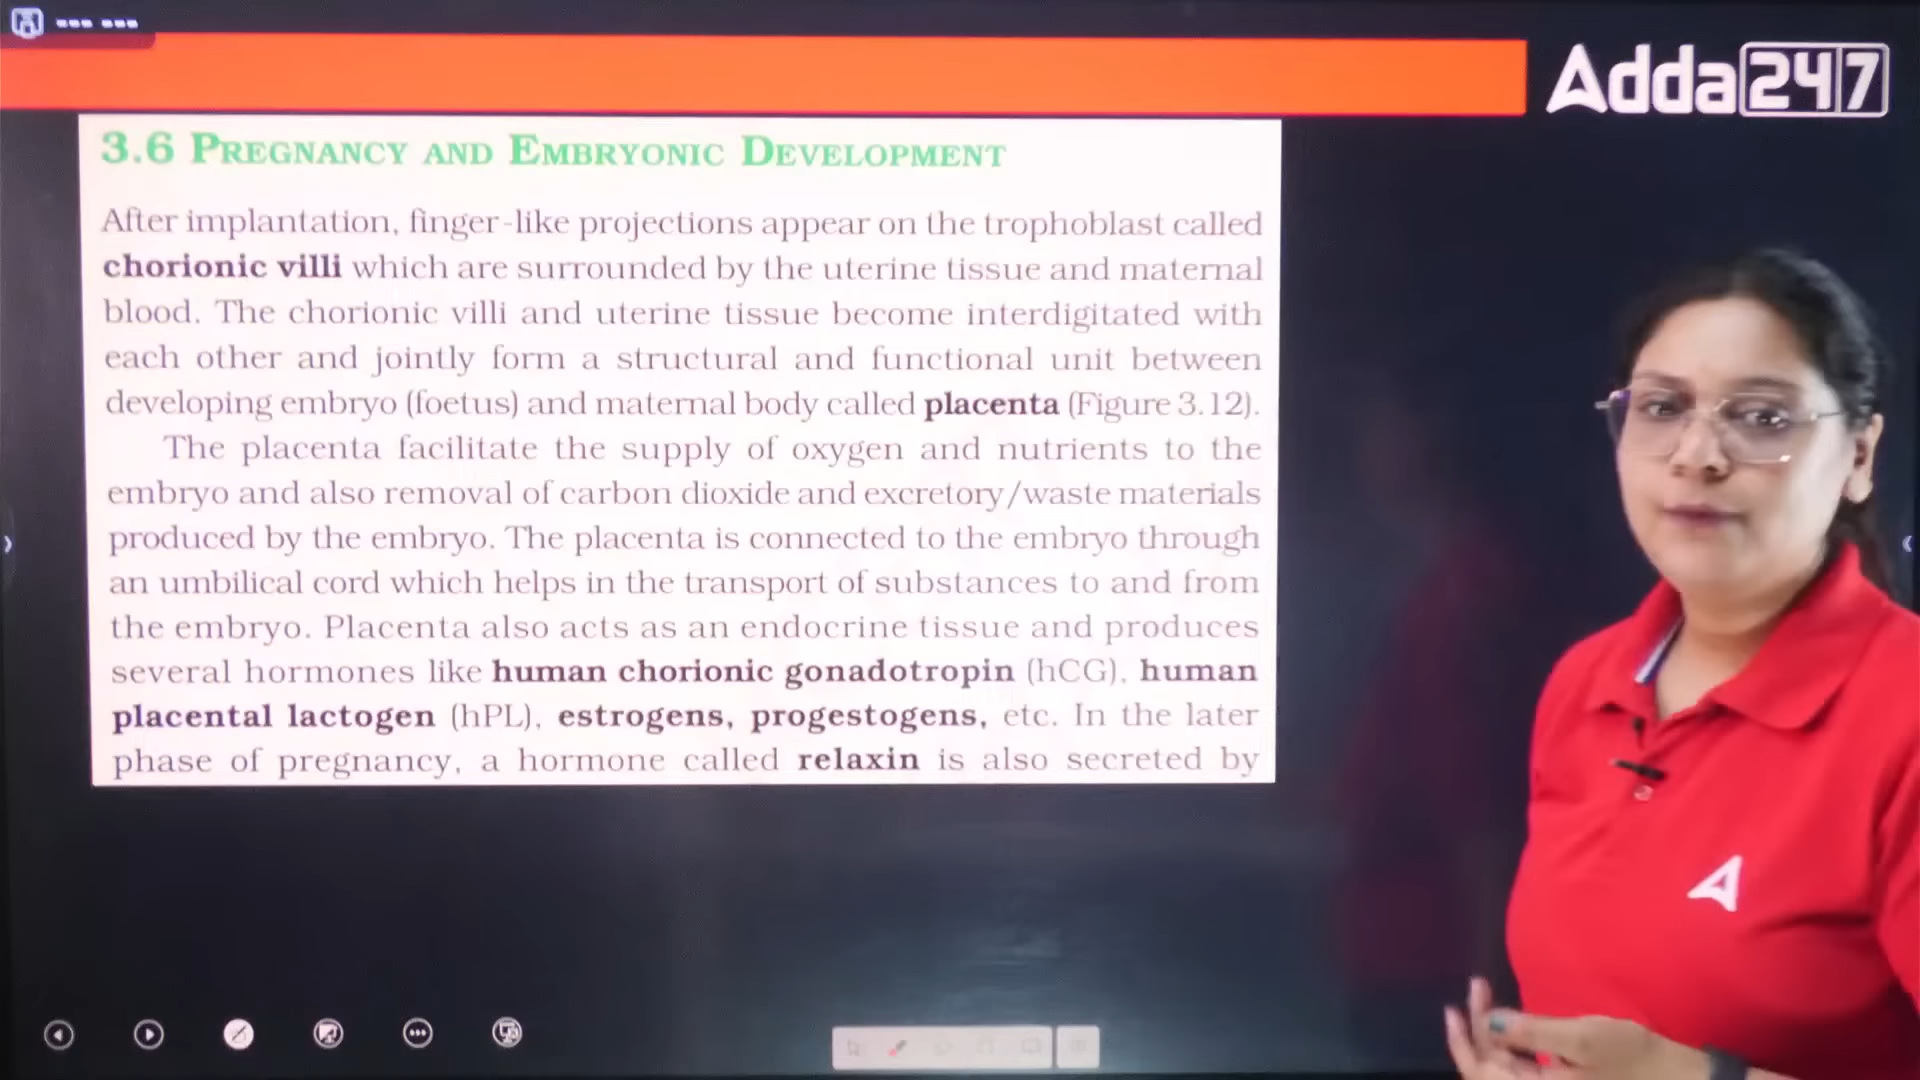 Adda247
3.6 PREGNANCY AND EMBRYONIC DEVELOPMENT
After implantation, finger-like projections appear on the trophoblast called
chorionic villi which are surrounded by the uterine tissue and maternal
blood. The chorionic villi and uterine tissue become interdigitated with
each other and jointly form a structural and functional unit between
developing embryo (foetus) and maternal body called placenta (Figure 3.12).
The placenta facilitate the supply of oxygen and nutrients to the
embryo and also removal of carbon dioxide and excretory/waste materials
produced by the embryo. The placenta is connected to the embryo through
an umbilical cord which helps in the transport of substances to and from
the embryo. Placenta also acts as an endocrine tissue and produces
several hormones like human chorionic gonadotropin (hCG), human
placental lactogen (hPL), estrogens, progestogens, etc. In the later
phase of pregnancy, a hormone called relaxin is also secreted by